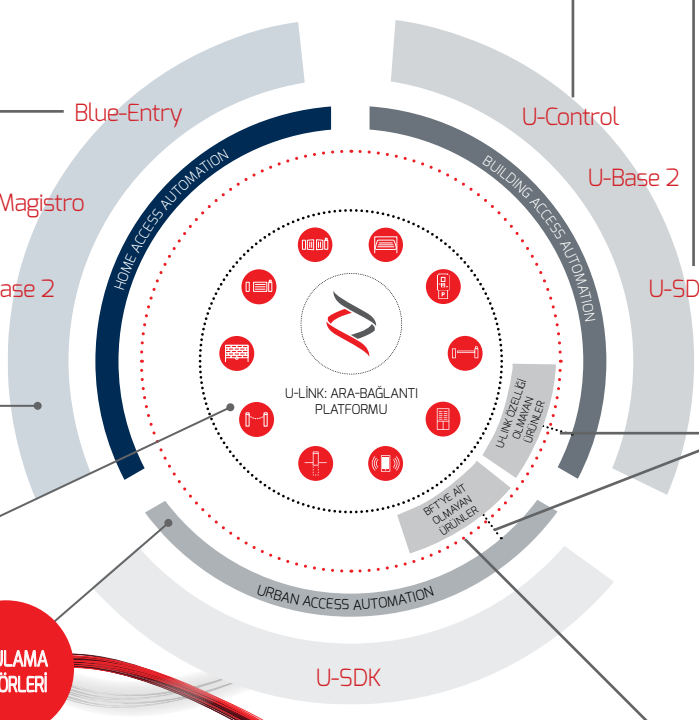 Blue-Entry
U-Control
U-Base 2
Magistro
HOME ACCESS AUTOMATION
BUILDING ACCESS AUTOMATION
ase 2
U-SD
U-LİNK: ARA-BAĞLANTI
PLATFORMU
U-LINK ÖZELLİĞİ
OLMAYAN
ÜRÜNLER
BFT'YE AIT
OLMAYAN
ÜRÜNLER
URBAN ACCESS AUTOMATION
U-SDK
ULAMA
ÖRLERİ